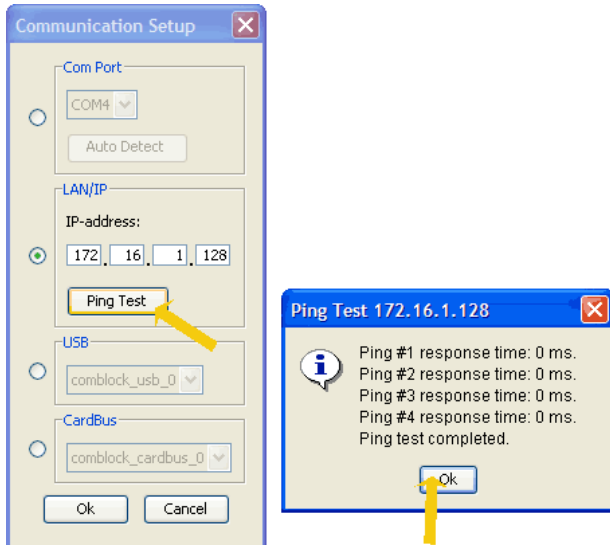 Communication Setup
Com Port
COM4
Auto Detect
LAN/IP
IP-address:
172 . 16 . 1 . 128
Ping Test
USB
comblock_usb_0
CardBus
comblock_cardbus_0
Ok Cancel
Ping Test 172.16.1.128
Ping #1 response time: 0 ms.
Ping #2 response time: 0 ms.
Ping #3 response time: 0 ms.
Ping #4 response time: 0 ms.
Ping test completed.
Ok